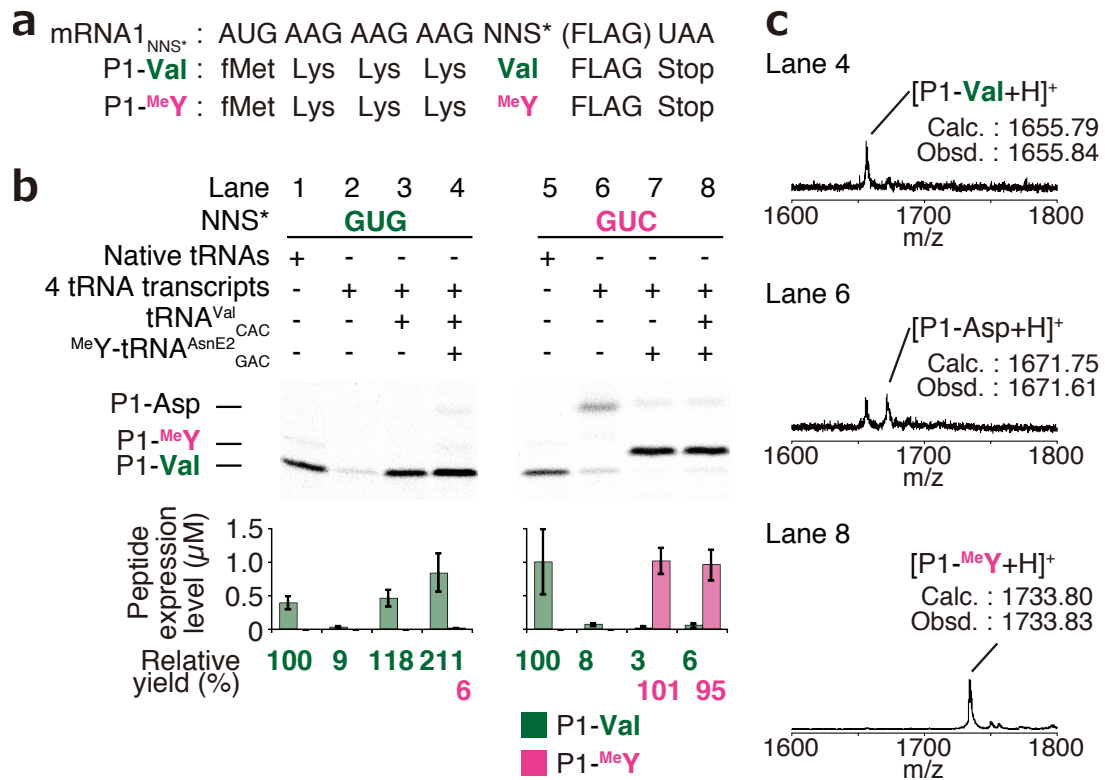 a
mRNA1NNS* : AUG AAG AAG AAG NNS* (FLAG) UAA
P1-Val : fMet Lys Lys Lys Val FLAG Stop
P1-MeY : fMet Lys Lys Lys MeY FLAG Stop
b
Lane 1 2 3 4 5 6 7 8
NNS* GUG GUC
Native tRNAs + - - - + - - -
4 tRNA transcripts - + + + - + + +
tRNAValCAC - - + + - - - +
MeY-tRNAAsnE2GAC - - - + - - + +
P1-Asp
P1-MeY
P1-Val
Peptide expression level (µM)
1.5
1.0
0.5
0
Relative yield (%)
100 9 118 211 100 8 3 6
6 101 95
P1-Val
P1-MeY
c
Lane 4
[P1-Val+H]+
Calc. : 1655.79
Obsd. : 1655.84
1600 1700 1800
m/z
Lane 6
[P1-Asp+H]+
Calc. : 1671.75
Obsd. : 1671.61
1600 1700 1800
m/z
Lane 8
[P1-MeY+H]+
Calc. : 1733.80
Obsd. : 1733.83
1600 1700 1800
m/z